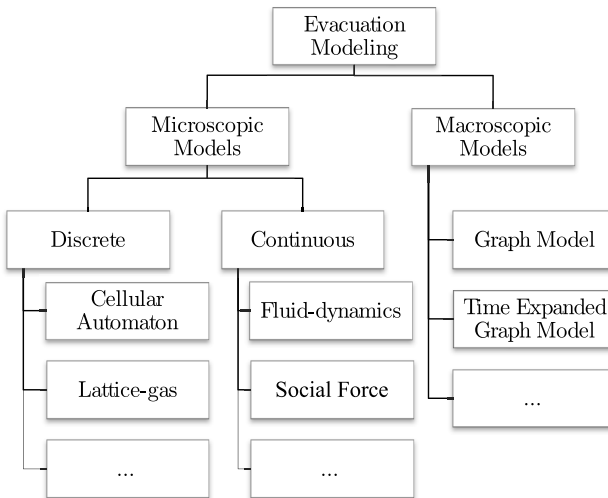 Evacuation
Modeling
Microscopic
Models
Macroscopic
Models
Discrete
Continuous
Graph Model
Cellular
Automaton
Fluid-dynamics
Time Expanded
Graph Model
Lattice-gas
Social Force
...
...
...